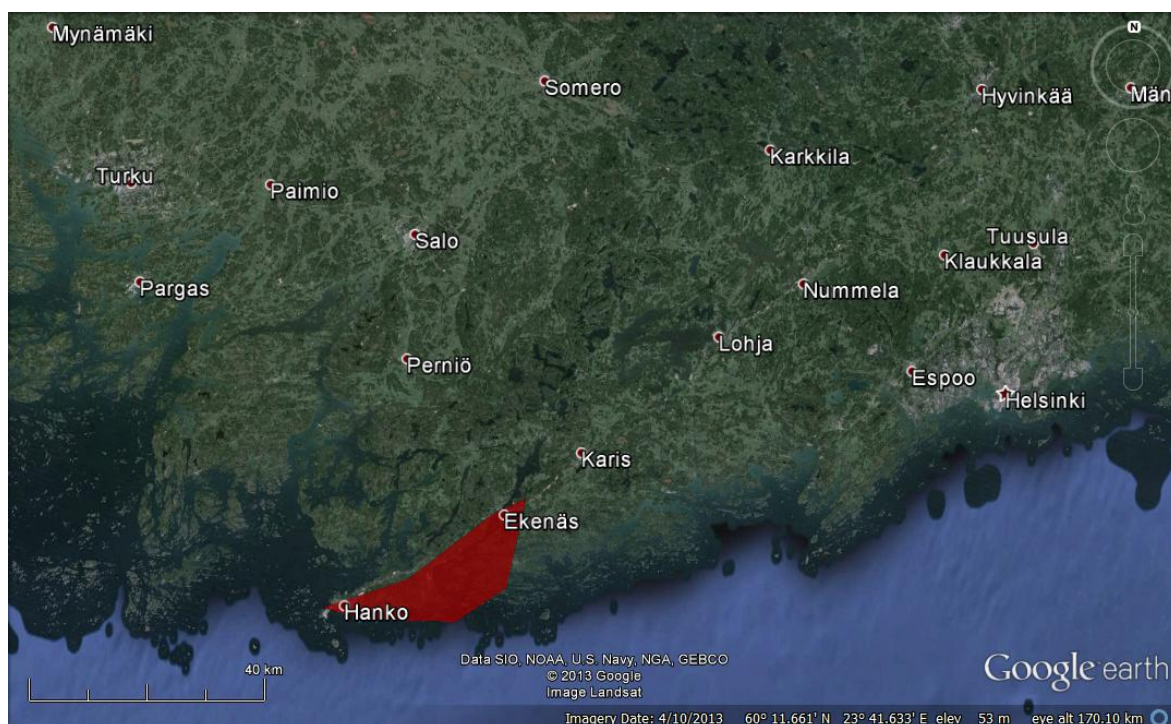 Mynämäki
N
Somero
Hyvinkää
Män
Karkkila
Turku
Paimio
Salo
Tuusula
Klaukkala
Pargas
Nummela
Lohja
Perniö
Espoo
Helsinki
Karis
Ekenäs
Hanko
40 km
Data SIO, NOAA, U.S. Navy, NGA, GEBCO
© 2013 Google
Image Landsat
Google earth
Imagery Date: 4/10/2013 60° 11.661' N 23° 41.633' E elev 53 m eye alt 170.10 km